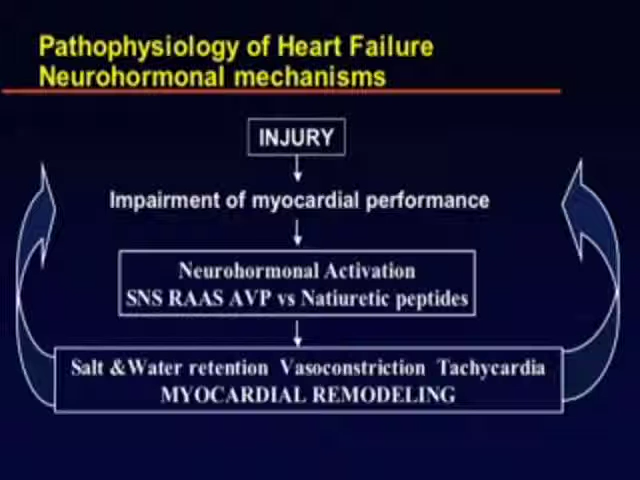 Pathophysiology of Heart Failure
Neurohormonal mechanisms
INJURY
Impairment of myocardial performance
Neurohormonal Activation
SNS RAAS AVP vs Natiuretic peptides
Salt &Water retention Vasoconstriction Tachycardia
MYOCARDIAL REMODELING